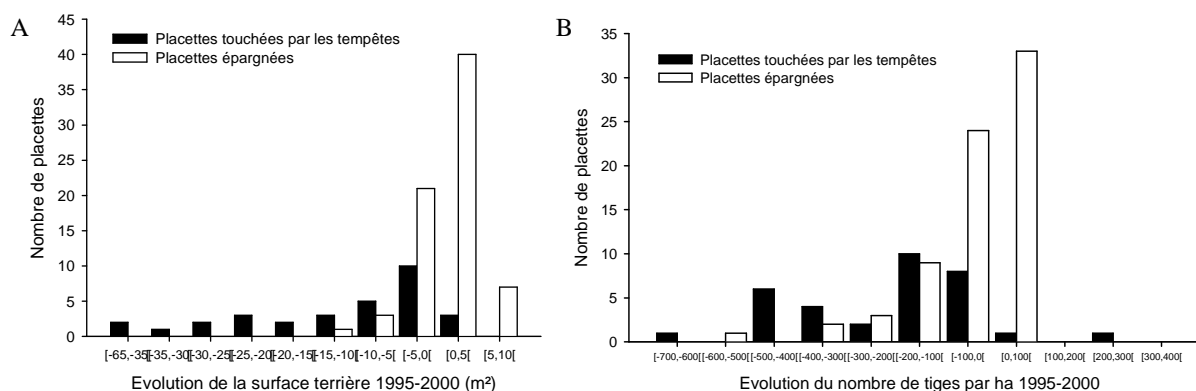 A
Placettes touchées par les tempêtes
Placettes épargnées
Nombre de placettes
45
40
35
30
25
20
15
10
5
0
[-65,-35[ [-35,-30[ [-30,-25[ [-25,-20[ [-20,-15[ [-15,-10[ [-10,-5[ [-5,0[ [0,5[ [5,10[
Evolution de la surface terrière 1995-2000 (m²)
B
Placettes touchées par les tempêtes
Placettes épargnées
Nombre de placettes
35
30
25
20
15
10
5
0
[-700,-600[ [-600,-500[ [-500,-400[ [-400,-300[ [-300,-200[ [-200,-100[ [-100,0[ [0,100[ [100,200[ [200,300[ [300,400[
Evolution du nombre de tiges par ha 1995-2000